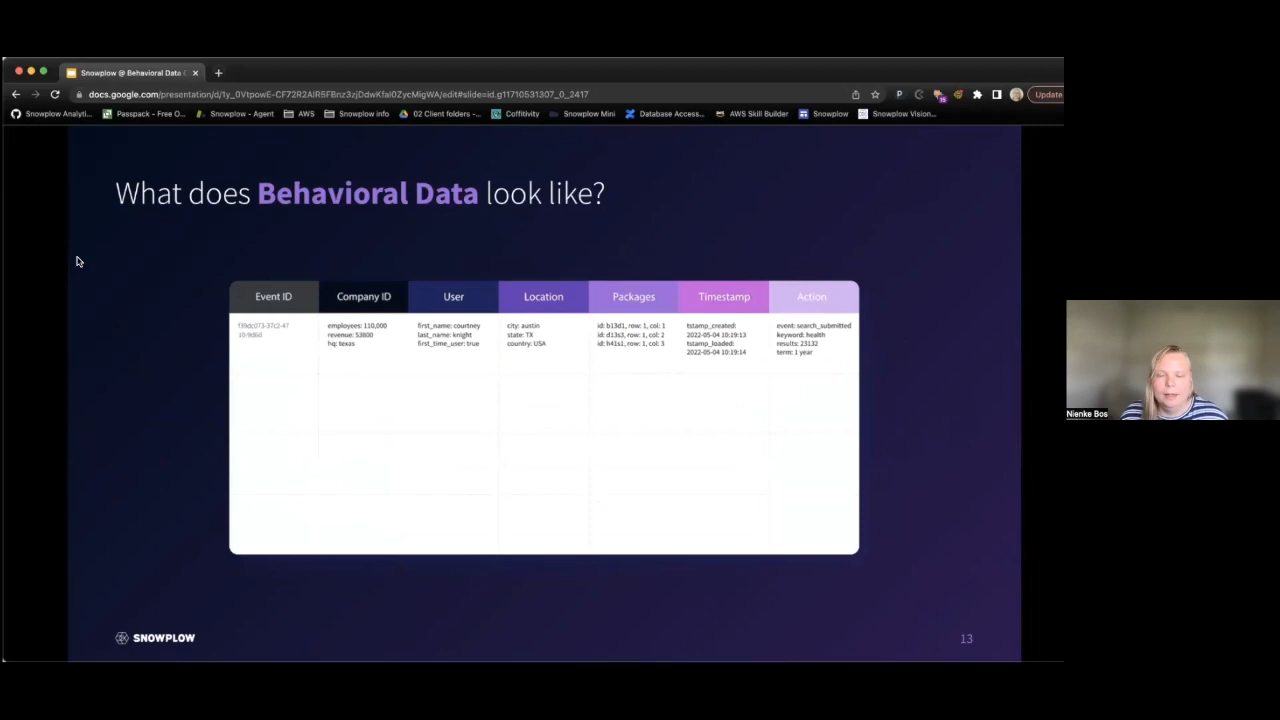 Snowplow @ Behavioral Data
docs.google.com/presentation/d/1y_0VtpowE-CF72R2AIR5FBnz3zjDdwKfaI0ZycMigWA/edit#slide=id.g11710531307_0_2417
Update
Snowplow Analyti... Passpack - Free O... Snowplow - Agent AWS Snowplow info 02 Client folders -... Coffitivity Snowplow Mini Database Access... AWS Skill Builder Snowplow Snowplow Vision...
What does Behavioral Data look like?
Event ID Company ID User Location Packages Timestamp Action
f39dc073-37c2-47 employees: 110,000 first_name: courtney city: austin id: b13d1, row: 1, col: 1 tstamp_created: event: search_submitted
10-9d6d revenue: 53800 last_name: knight state: TX id: d13s3, row: 1, col: 2 2022-05-04 10:19:13 keyword: health
hq: texas first_time_user: true country: USA id: h41s1, row: 1, col: 3 tstamp_loaded: results: 23132
2022-05-04 10:19:14 term: 1 year
Nienke Bos
SNOWPLOW
13